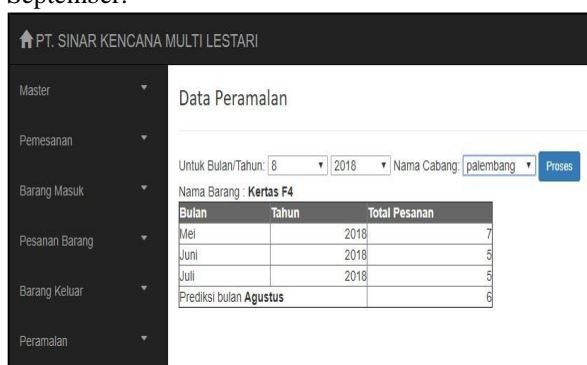 September.
PT. SINAR KENCANA MULTI LESTARI
Master
Pemesanan
Barang Masuk
Pesanan Barang
Barang Keluar
Peramalan
Data Peramalan
Untuk Bulan/Tahun: 8 2018 Nama Cabang: palembang Proses
Nama Barang : Kertas F4
Bulan Tahun Total Pesanan
Mei 2018 7
Juni 2018 5
Juli 2018 5
Prediksi bulan Agustus 6